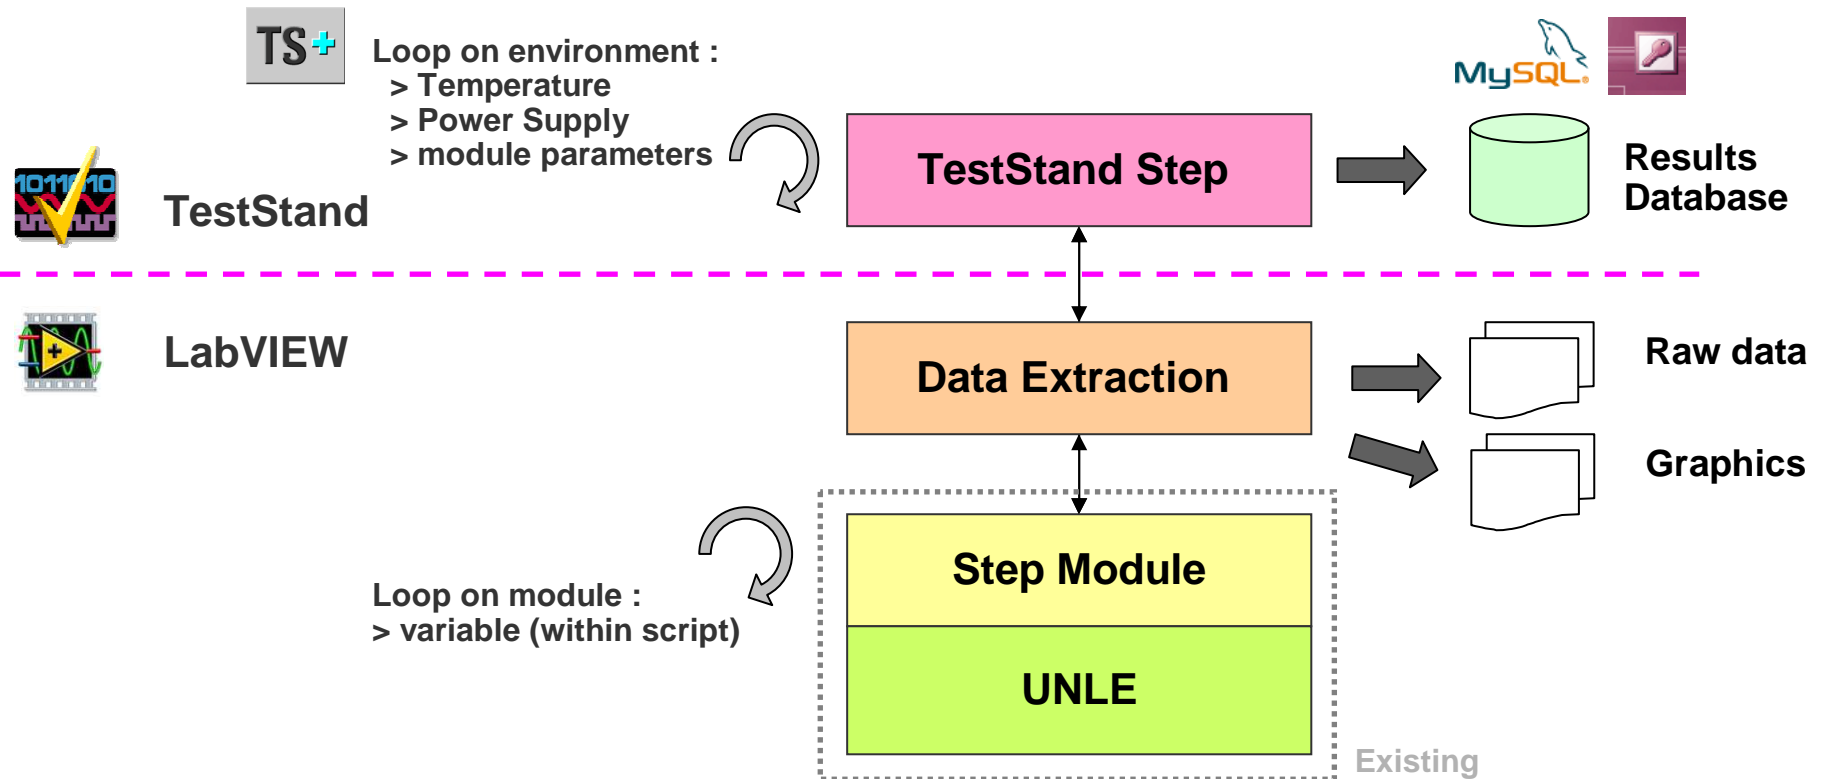 TS+
Loop on environment :
> Temperature
> Power Supply
> module parameters
MySQL®
TestStand Step
Results
Database
1011010
TestStand
LabVIEW
Data Extraction
Raw data
Graphics
Loop on module :
> variable (within script)
Step Module
UNLE
Existing